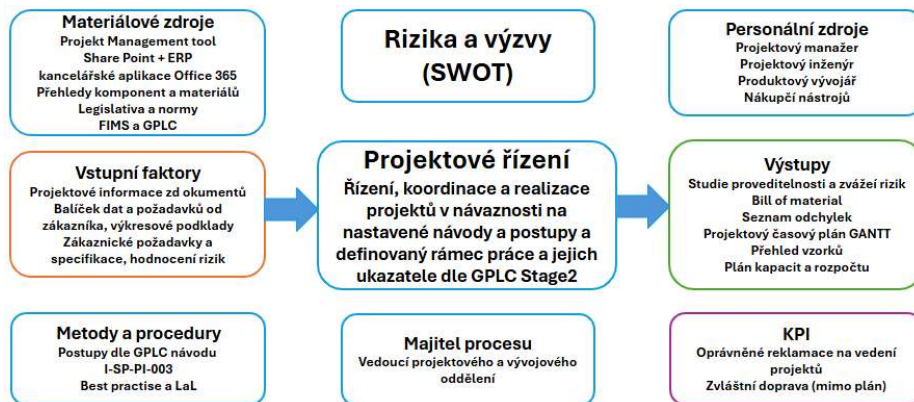 Materiálové zdroje
Projekt Management tool
Share Point + ERP
kancelářské aplikace Office 365
Přehledy komponent a materiálů
Legislativa a normy
FIMS a GPLC
Rizika a výzvy
(SWOT)
Personální zdroje
Projektový manažer
Projektový inženýr
Produktový vývojář
Nákupčí nástrojů
Vstupní faktory
Projektové informace zd okumentů
Balíček dat a požadavků od
zákazníka, výkresové podklady
Zákaznické požadavky a
specifikace, hodnocení rizik
Projektové řízení
Řízení, koordinace a realizace
projektů v návaznosti na
nastavené návody a postupy a
definovaný rámec práce a jejich
ukazatele dle GPLC Stage2
Výstupy
Studie proveditelnosti a zvážeí rizik
Bill of material
Seznam odchylek
Projektový časový plán GANTT
Přehled vzorků
Plán kapacit a rozpočtu
Metody a procedury
Postupy dle GPLC návodu
I-SP-PI-003
Best practise a LaL
Majitel procesu
Vedoucí projektového a vývojového
oddělení
KPI
Oprávněné reklamace na vedení
projektů
Zvláštní doprava (mimo plán)